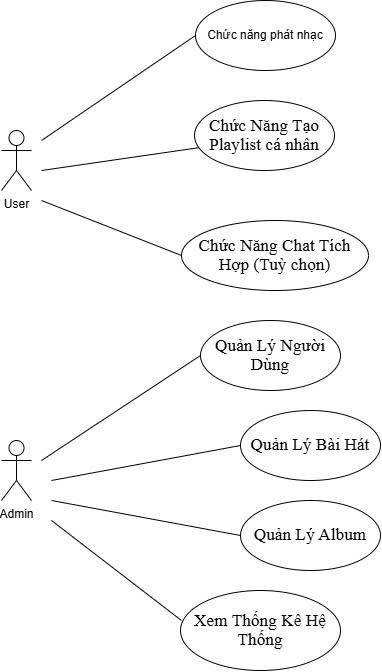 Chức năng phát nhạc
Chức Năng Tạo
Playlist cá nhân
User
Chức Năng Chat Tích
Hợp (Tuỳ chọn)
Quản Lý Người
Dùng
Quản Lý Bài Hát
Admin
Quản Lý Album
Xem Thống Kê Hệ
Thống